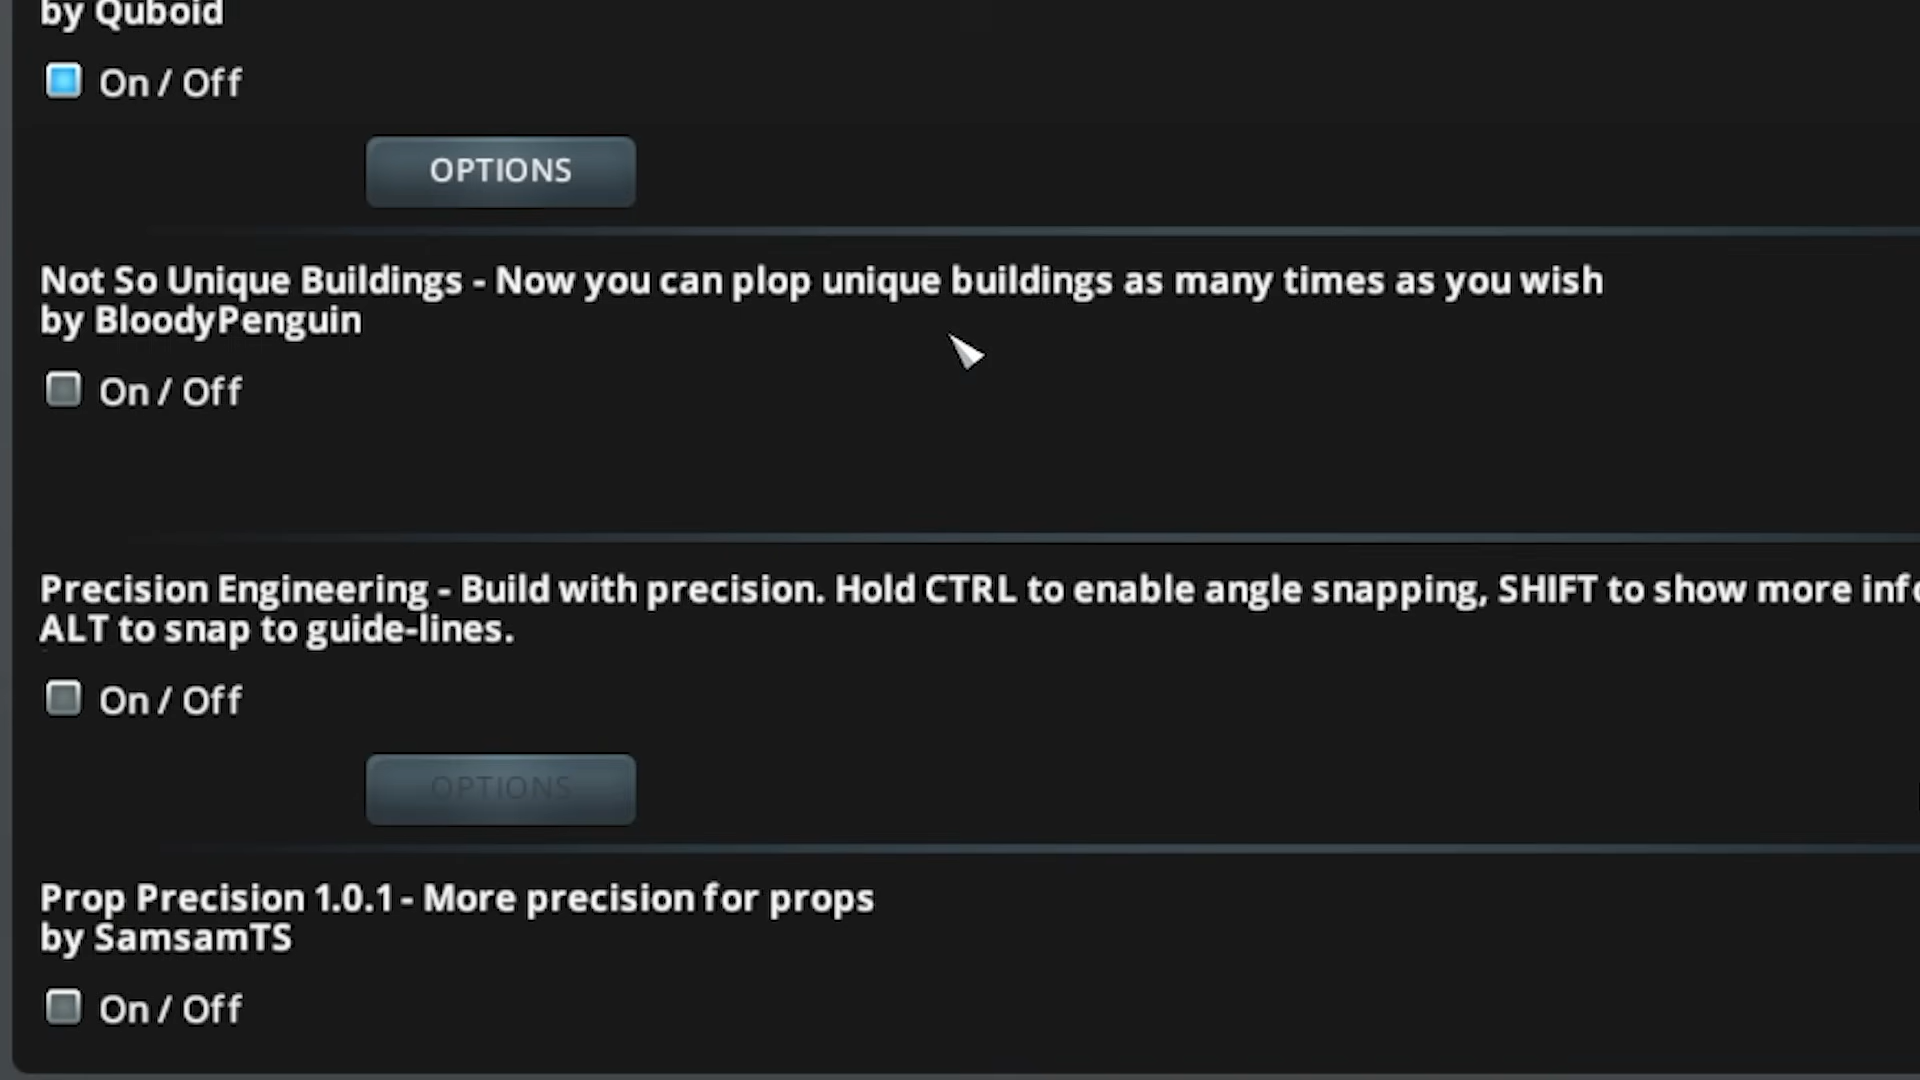 by Quboid
On / Off
OPTIONS
Not So Unique Buildings - Now you can plop unique buildings as many times as you wish
by BloodyPenguin
On / Off
Precision Engineering - Build with precision. Hold CTRL to enable angle snapping, SHIFT to show more info
ALT to snap to guide-lines.
On / Off
OPTIONS
Prop Precision 1.0.1 - More precision for props
by SamsamTS
On / Off